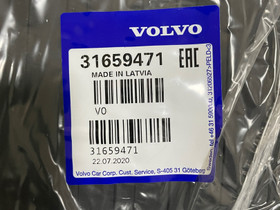 VOLVO
31659471
EAC
MADE IN LATVIA
V0
31659471
22.07.2020
Volvo Car Corp. Cust. Service, S-405 31 Göteborg